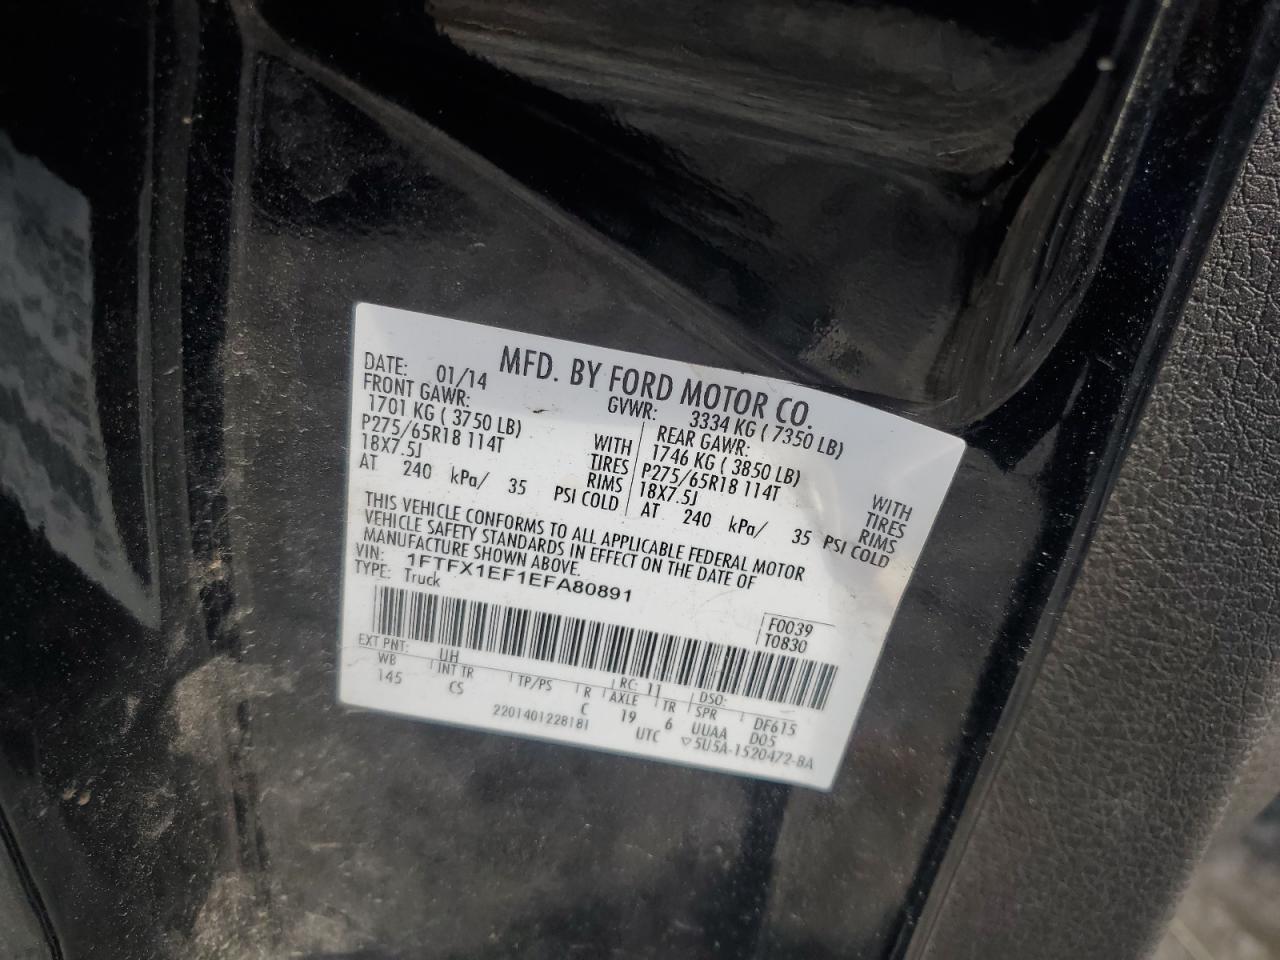 MFD. BY FORD MOTOR CO.
DATE: 01/14 GVWR: 3334 KG ( 7350 LB)
FRONT GAWR: REAR GAWR:
1701 KG ( 3750 LB) WITH 1746 KG ( 3850 LB) WITH
P275/65R18 114T TIRES P275/65R18 114T TIRES
18X7.5J RIMS 18X7.5J RIMS
AT 240 kPa/ 35 PSI COLD AT 240 kPa/ 35 PSI COLD
THIS VEHICLE CONFORMS TO ALL APPLICABLE FEDERAL MOTOR
VEHICLE SAFETY STANDARDS IN EFFECT ON THE DATE OF
MANUFACTURE SHOWN ABOVE.
VIN: 1FTFX1EF1EFA80891
TYPE: Truck
F0039
T0830
EXT PNT: UH RC: 11 DSO:
WB INT TR TP/PS R AXLE TR SPR DF615
145 CS C 19 6 UUAA D05
2201401228181 UTC ▽5U5A-1520472-BA